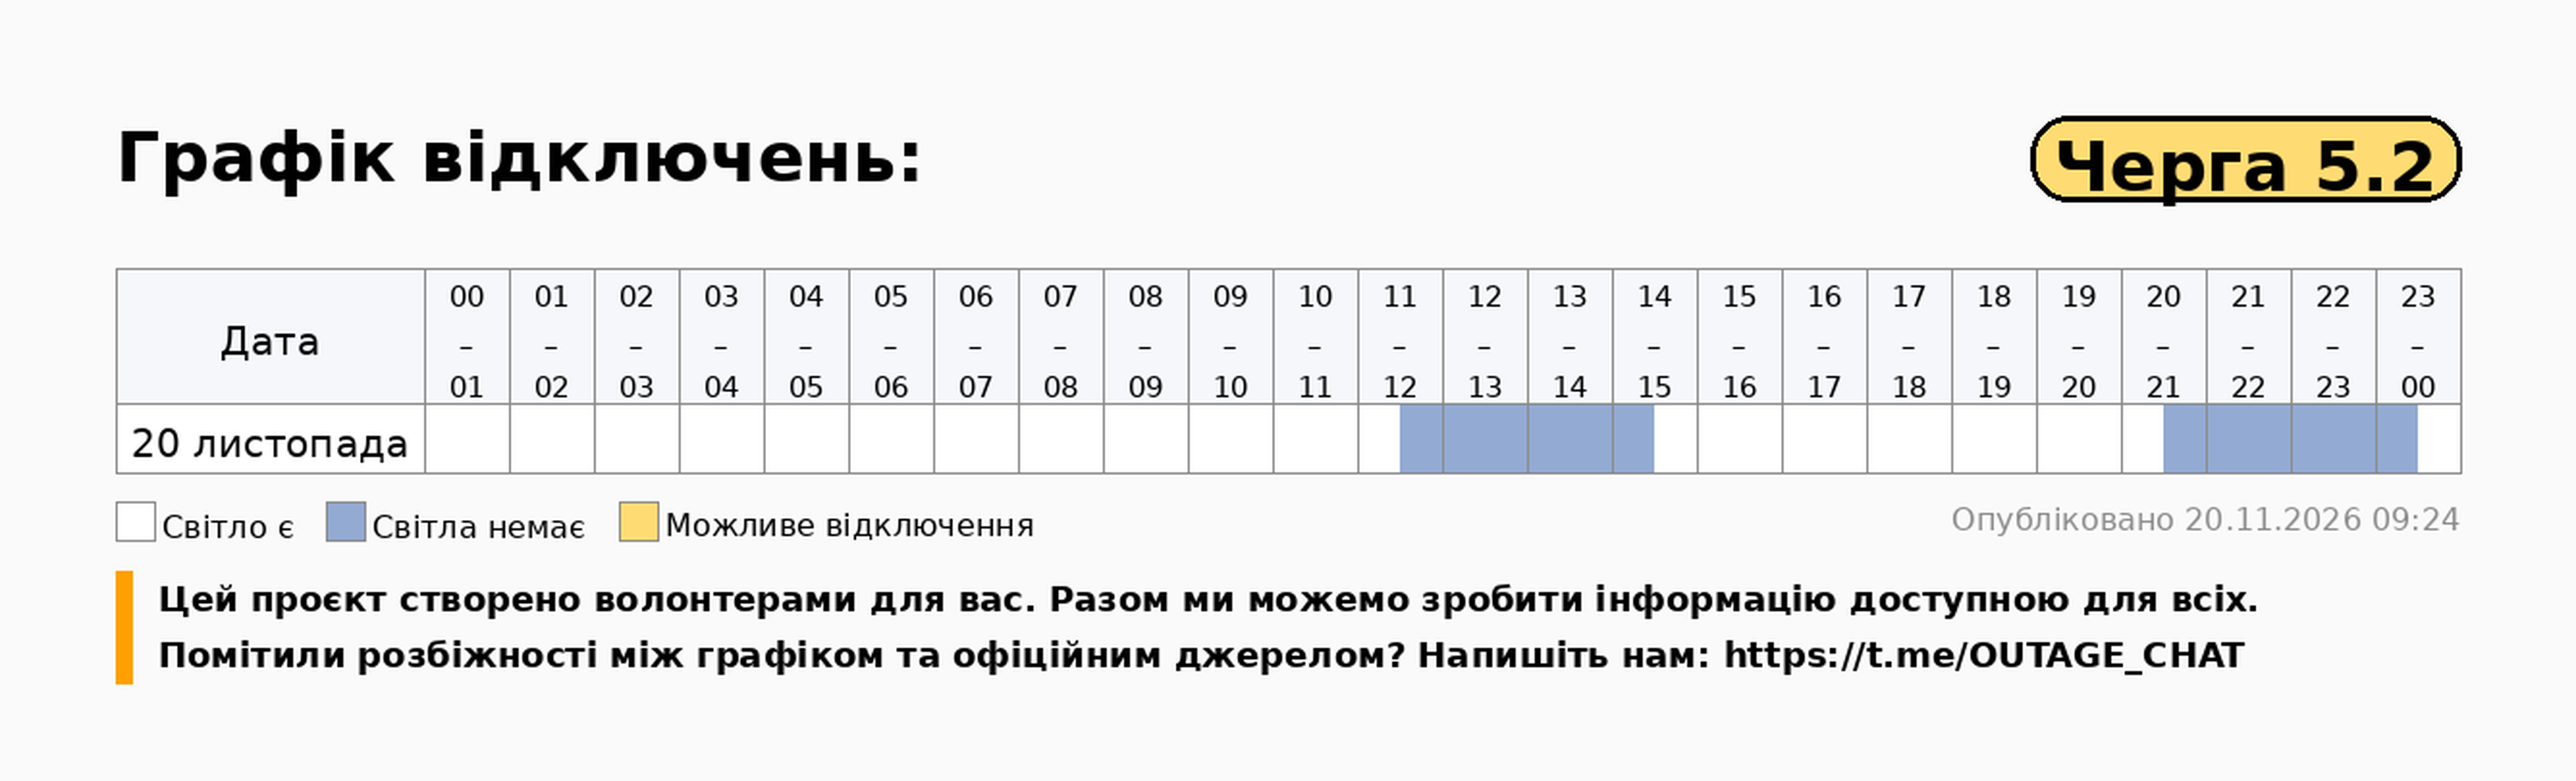 Графік відключень:
Черга 5.2
Дата
00 – 01
01 – 02
02 – 03
03 – 04
04 – 05
05 – 06
06 – 07
07 – 08
08 – 09
09 – 10
10 – 11
11 – 12
12 – 13
13 – 14
14 – 15
15 – 16
16 – 17
17 – 18
18 – 19
19 – 20
20 – 21
21 – 22
22 – 23
23 – 00
20 листопада
Світло є
Світла немає
Можливе відключення
Опубліковано 20.11.2026 09:24
Цей проєкт створено волонтерами для вас. Разом ми можемо зробити інформацію доступною для всіх.
Помітили розбіжності між графіком та офіційним джерелом? Напишіть нам: https://t.me/OUTAGE_CHAT